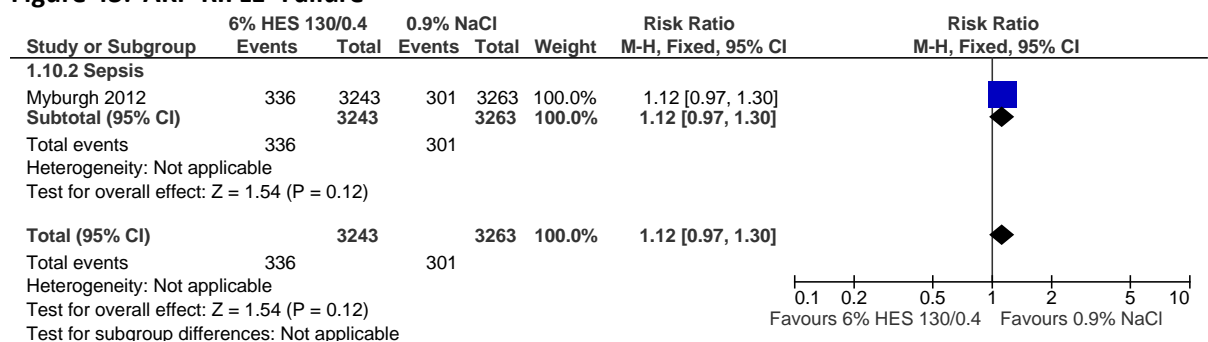 6% HES 130/0.4 0.9% NaCl Risk Ratio Risk Ratio
Study or Subgroup Events Total Events Total Weight M-H, Fixed, 95% CI M-H, Fixed, 95% CI
1.10.2 Sepsis
Myburgh 2012 336 3243 301 3263 100.0% 1.12 [0.97, 1.30]
Subtotal (95% CI) 3243 3263 100.0% 1.12 [0.97, 1.30]
Total events 336 301
Heterogeneity: Not applicable
Test for overall effect: Z = 1.54 (P = 0.12)
Total (95% CI) 3243 3263 100.0% 1.12 [0.97, 1.30]
Total events 336 301
Heterogeneity: Not applicable
Test for overall effect: Z = 1.54 (P = 0.12)
Test for subgroup differences: Not applicable
0.1 0.2 0.5 1 2 5 10
Favours 6% HES 130/0.4 Favours 0.9% NaCl